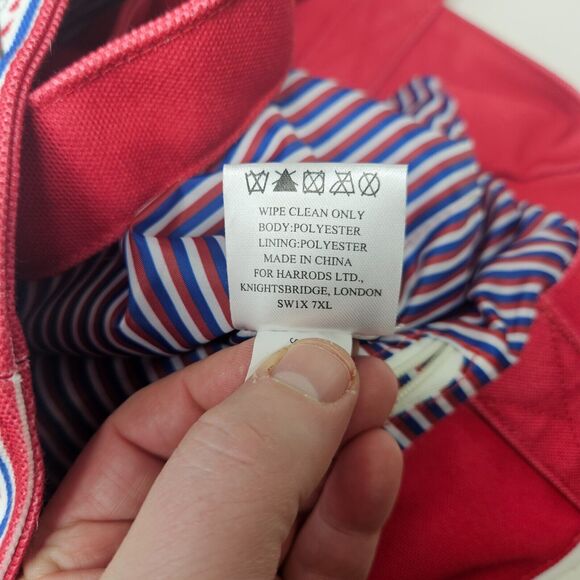 WIPE CLEAN ONLY
BODY:POLYESTER
LINING:POLYESTER
MADE IN CHINA
FOR HARRODS LTD.,
KNIGHTSBRIDGE, LONDON
SW1X 7XL